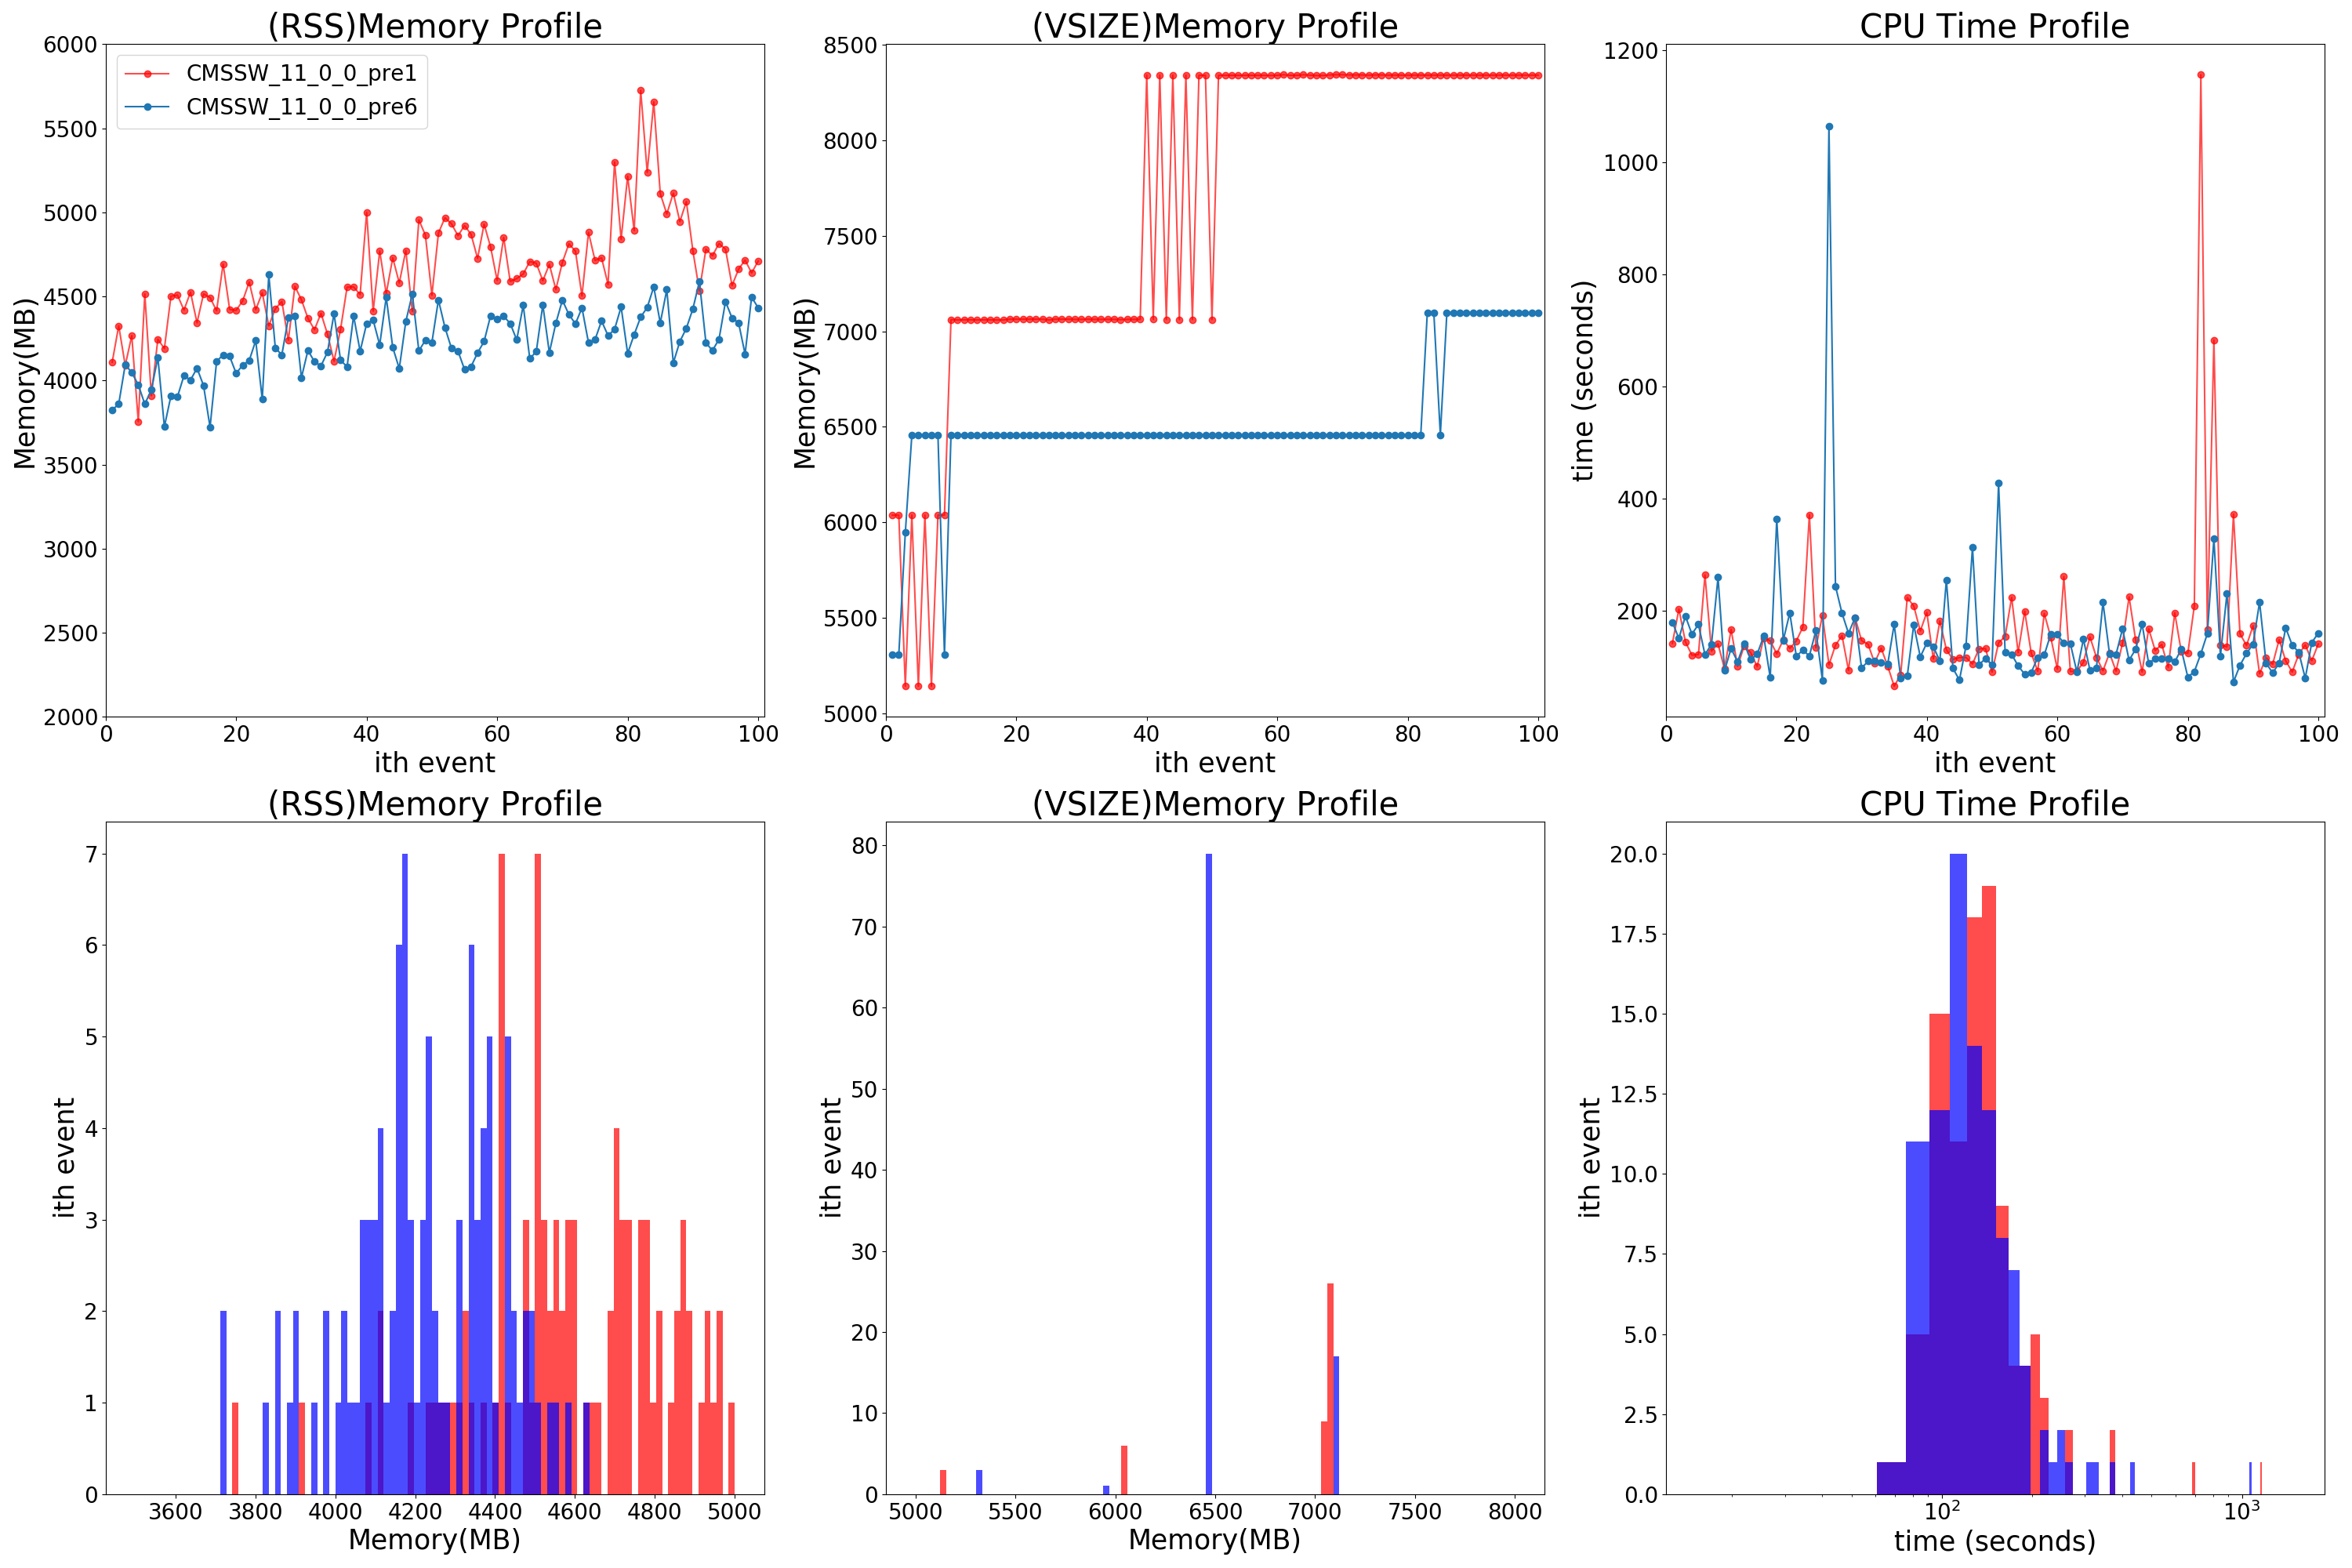 (RSS)Memory Profile
6000
5500
5000
4500
4000
3500
3000
2500
2000
Memory(MB)
CMSSW_11_0_0_pre1
CMSSW_11_0_0_pre6
0 20 40 60 80 100
ith event
(VSIZE)Memory Profile
8500
8000
7500
7000
6500
6000
5500
5000
Memory(MB)
0 20 40 60 80 100
ith event
CPU Time Profile
1200
1000
800
600
400
200
time (seconds)
0 20 40 60 80 100
ith event
(RSS)Memory Profile
7
6
5
4
3
2
1
0
ith event
3600 3800 4000 4200 4400 4600 4800 5000
Memory(MB)
(VSIZE)Memory Profile
80
70
60
50
40
30
20
10
0
ith event
5000 5500 6000 6500 7000 7500 8000
Memory(MB)
CPU Time Profile
20.0
17.5
15.0
12.5
10.0
7.5
5.0
2.5
0.0
ith event
10² 10³
time (seconds)